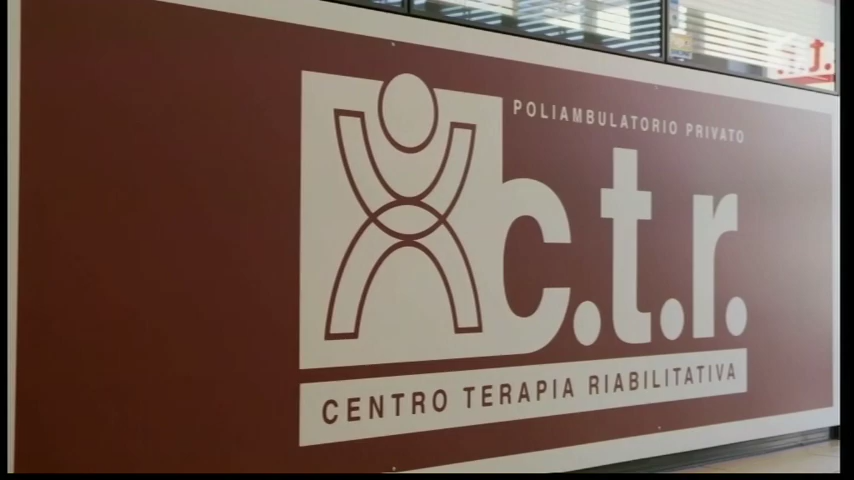 POLIAMBULATORIO PRIVATO
c.t.r.
CENTRO TERAPIA RIABILITATIVA